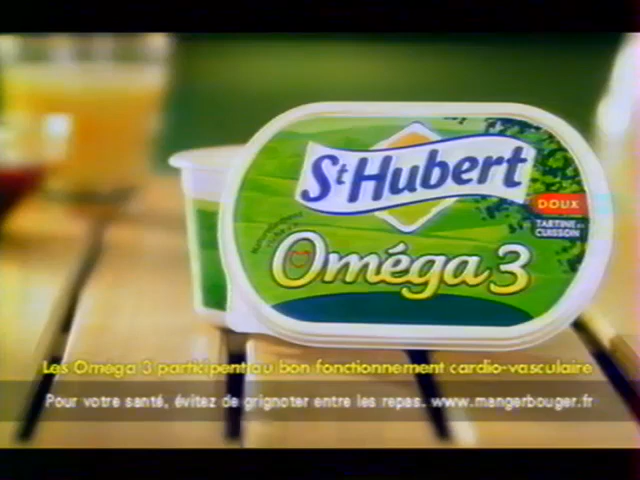 St Hubert
DOUX
TARTINE et
CUISSON
Oméga 3
Les Oméga 3 participent au bon fonctionnement cardio-vasculaire
Pour votre santé, évitez de grignoter entre les repas. www.mangerbouger.fr